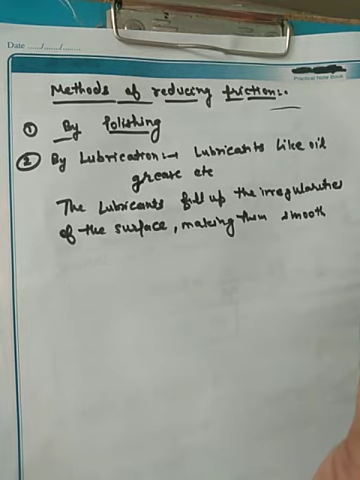 Date ....../....../......
Practical Note Book
Methods of reducing friction:-
① By Polishing
② By Lubrication:→ Lubricants Like oil
grease etc
The Lubricants fill up the irregularities
of the surface, making them smooth